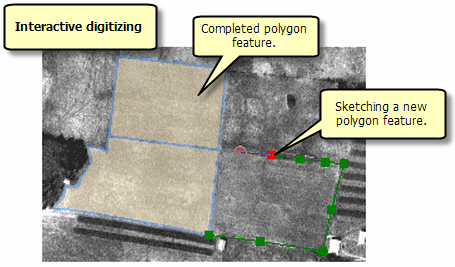 Interactive digitizing
Completed polygon
feature.
Sketching a new
polygon feature.